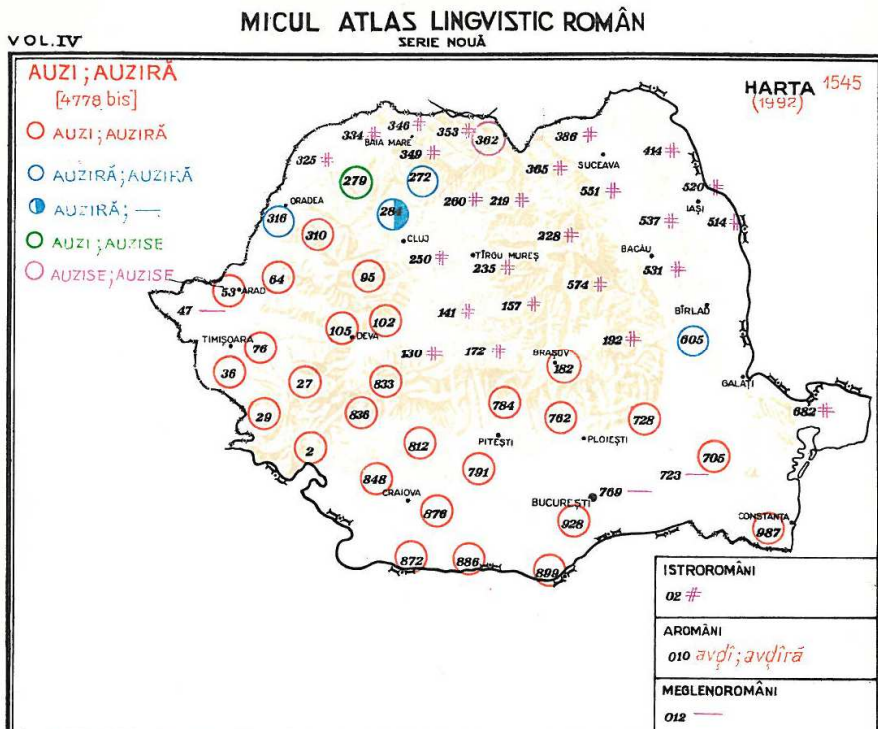 MICUL ATLAS LINGVISTIC ROMÂN
SERIE NOUĂ
VOL. IV
AUZI ; AUZIRĂ
[4778 bis]
HARTA 1545
(1992)
AUZI ; AUZIRĂ
AUZIRĂ ; AUZIRĂ
AUZIRĂ ; —
AUZI ; AUZISE
AUZISE ; AUZISE
334 346 353 362 386
BAIA MARE
325 349 365 SUCEAVA 414
279 272 551 520
ORADEA 260 219 IAȘI
316 284 537 514
310 CLUJ 228 BACĂU
250 TÎRGU MUREȘ
235 531
64 95 574
53 ARAD
47 141 157 BÎRLAD
105 102
TIMIȘOARA DEVA 192 605
76 130 172 BRAȘOV
36 182
27 833 GALAȚI
29 836 784 762 728 682
2 812 PITEȘTI PLOIEȘTI
791 705
848 723
CRAIOVA BUCUREȘTI 769
876 928 CONSTANȚA
987
872 886 899
ISTROROMÂNI
02
AROMÂNI
010 avḑî ; avḑîră
MEGLENOROMÂNI
012 —